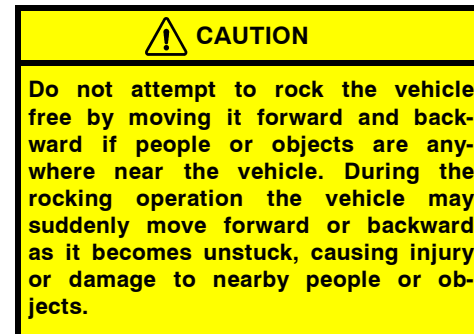 CAUTION
Do not attempt to rock the vehicle
free by moving it forward and back-
ward if people or objects are any-
where near the vehicle. During the
rocking operation the vehicle may
suddenly move forward or backward
as it becomes unstuck, causing injury
or damage to nearby people or ob-
jects.